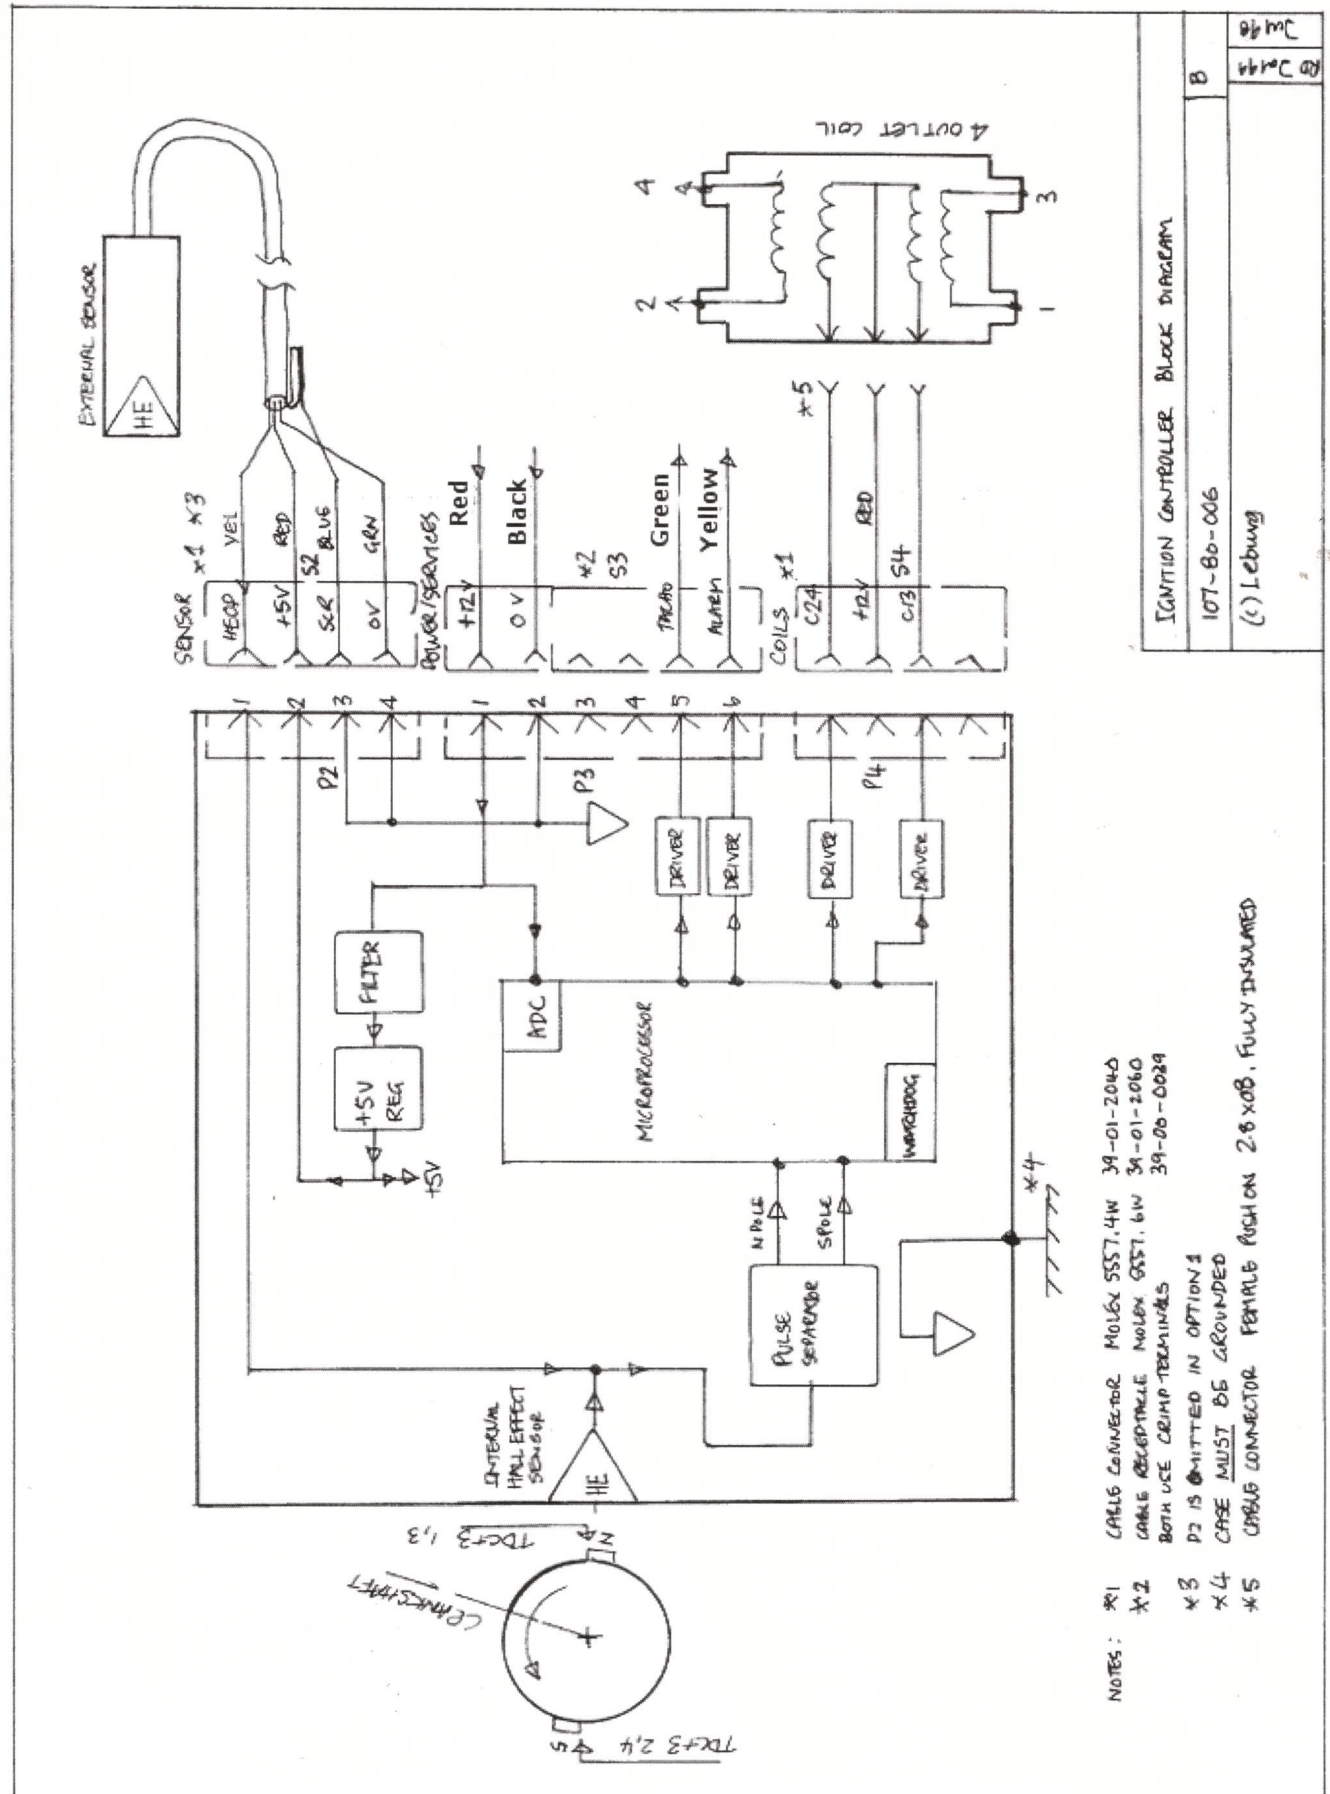 EXTERNAL SENSOR
HE
SENSOR *1 *3
HEOP YEL
+5V RED
S2
SCR BLUE
0V GRN
POWER/SERVICES
+12V Red
0V Black
*2
S3
TACHO Green
ALARM Yellow
COILS *1
C24
+12V RED
C13 S4
*5
4 OUTLET COIL
2 4
1 3
1
2
3
4
P2
1
2
3
4
5
6
P3
P4
FILTER
+5V
REG
+5V
ADC
MICROPROCESSOR
WATCHDOG
DRIVER
DRIVER
DRIVER
DRIVER
N POLE
S POLE
PULSE
SEPARATOR
INTERNAL
HALL EFFECT
SENSOR
HE
*4
CRANKSHAFT
TDC+3 1,3
N
S
TDC+3 2,4
NOTES: *1 CABLE CONNECTOR MOLEX 5557.4W 39-01-2040
*2 CABLE RECEPTACLE MOLEX 5557.6W 39-01-2060
BOTH USE CRIMP TERMINALS 39-00-0039
*3 P2 IS OMITTED IN OPTION 1
*4 CASE MUST BE GROUNDED
*5 CABLE CONNECTOR FEMALE PUSH ON 2.8 x 0.8, FULLY INSULATED
IGNITION CONTROLLER BLOCK DIAGRAM
107-80-006 B
(c) Leburg